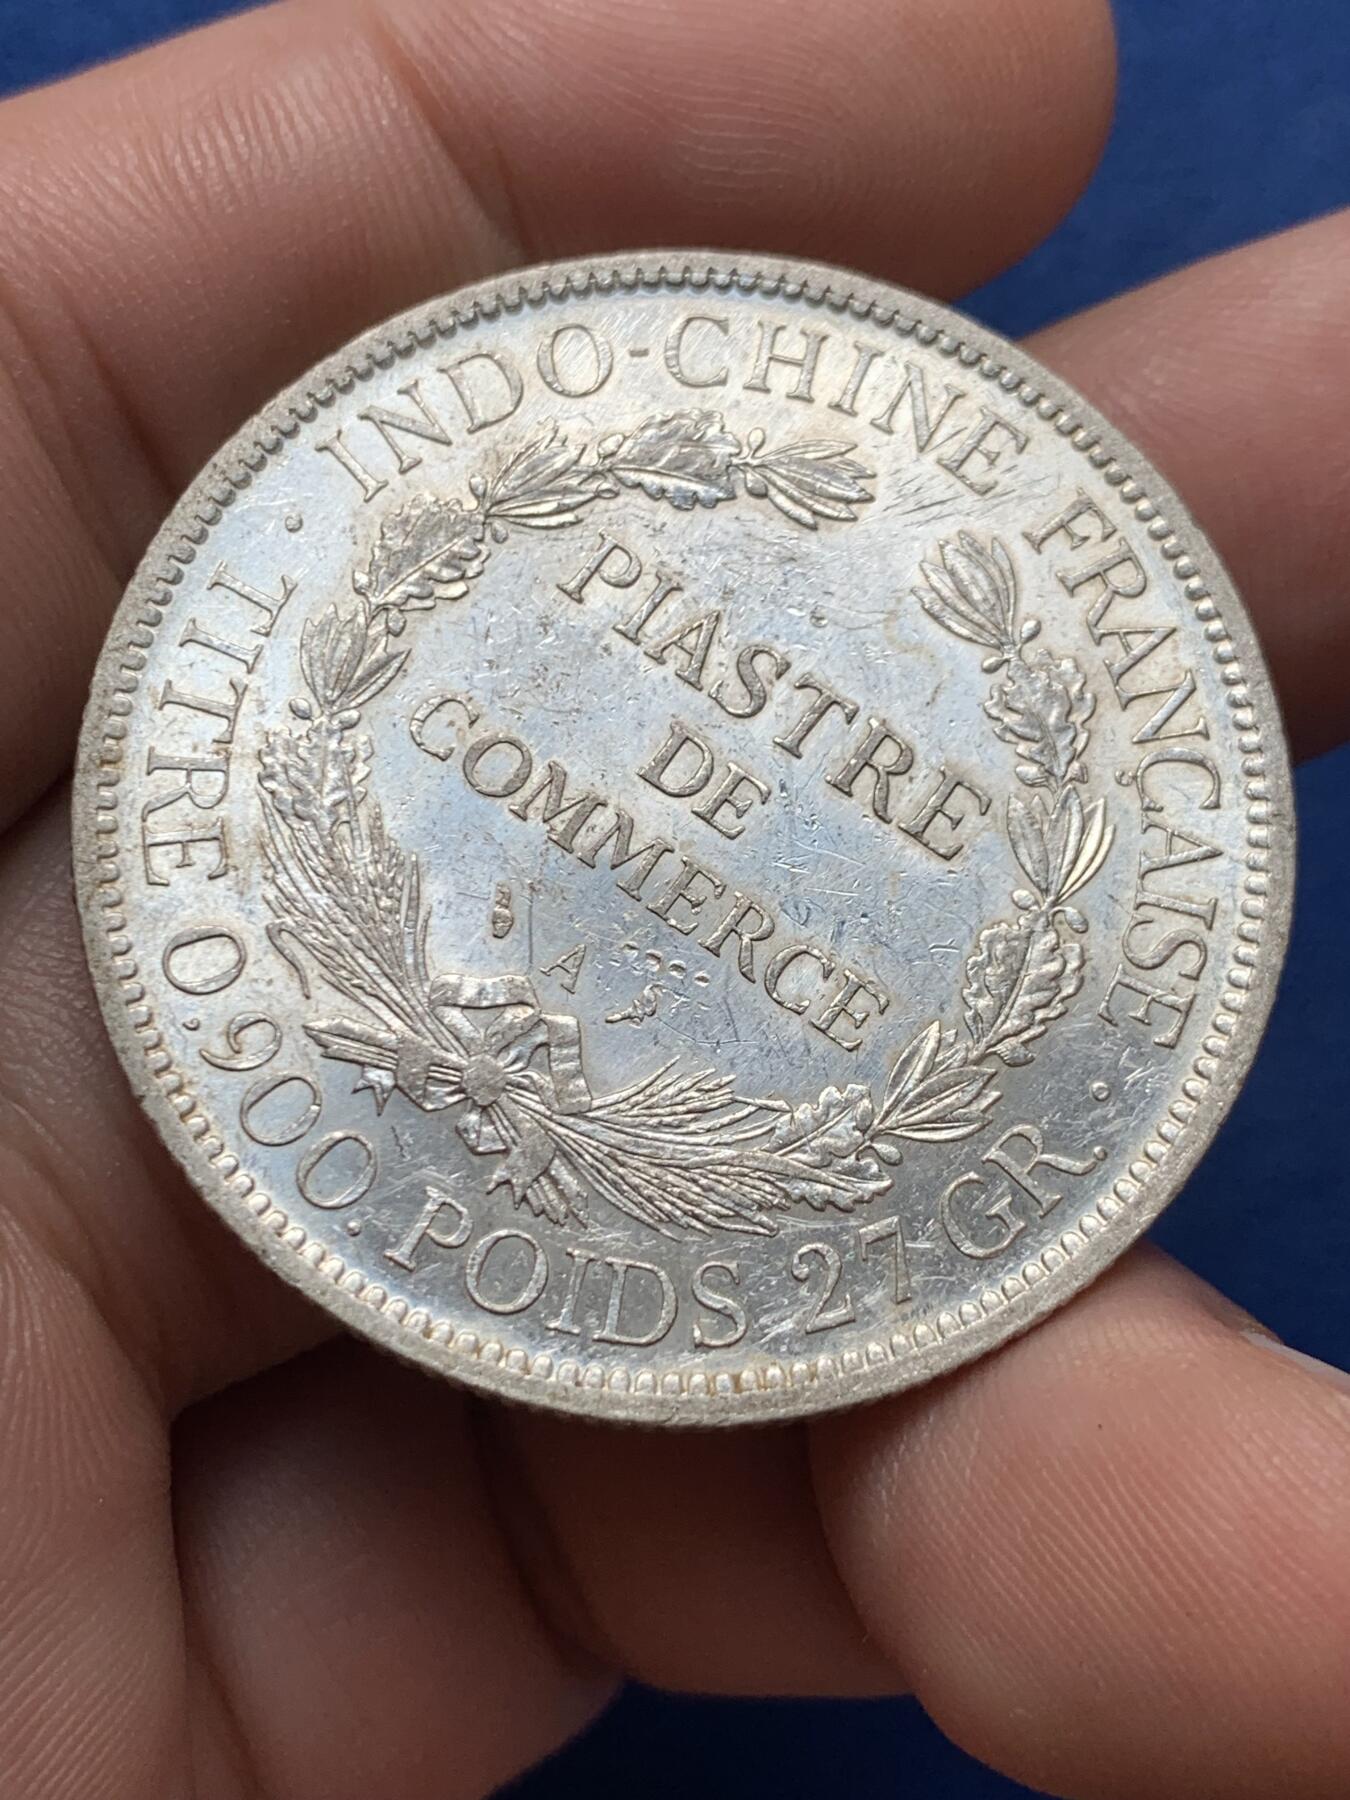 INDO-CHINE FRANÇAISE
PIASTRE
DE
COMMERCE
A
TITRE 0,900. POIDS 27 GR.